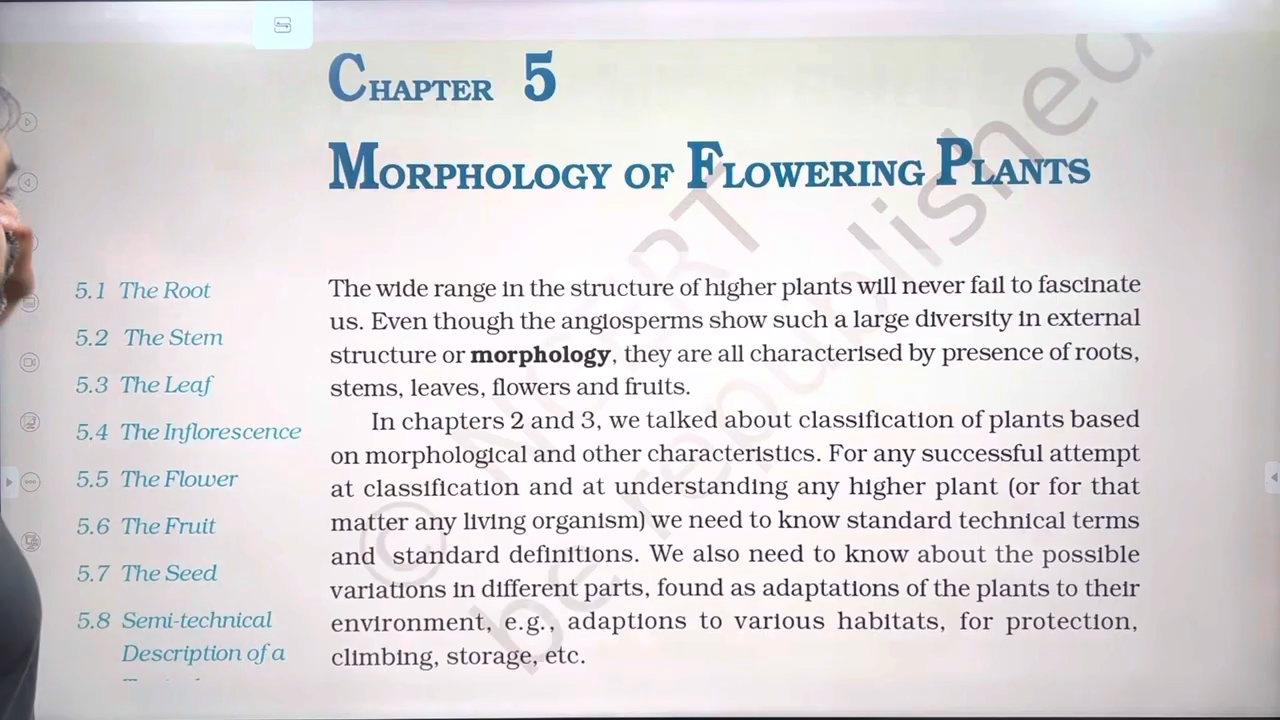 CHAPTER 5
MORPHOLOGY OF FLOWERING PLANTS
5.1 The Root
5.2 The Stem
5.3 The Leaf
5.4 The Inflorescence
5.5 The Flower
5.6 The Fruit
5.7 The Seed
5.8 Semi-technical
Description of a
The wide range in the structure of higher plants will never fail to fascinate
us. Even though the angiosperms show such a large diversity in external
structure or morphology, they are all characterised by presence of roots,
stems, leaves, flowers and fruits.
In chapters 2 and 3, we talked about classification of plants based
on morphological and other characteristics. For any successful attempt
at classification and at understanding any higher plant (or for that
matter any living organism) we need to know standard technical terms
and standard definitions. We also need to know about the possible
variations in different parts, found as adaptations of the plants to their
environment, e.g., adaptions to various habitats, for protection,
climbing, storage, etc.
© NCERT
be republished